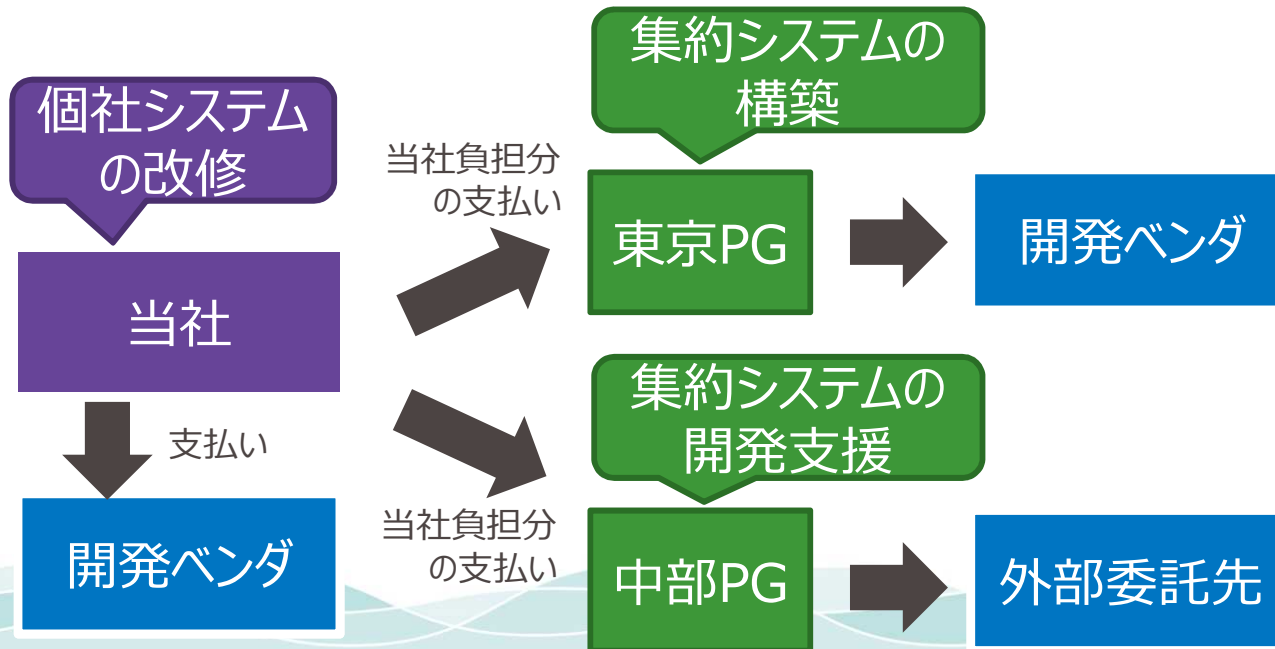 集約システムの
構築
個社システム
の改修
当社負担分
の支払い
東京PG
開発ベンダ
当社
集約システムの
開発支援
支払い
当社負担分
の支払い
開発ベンダ
中部PG
外部委託先